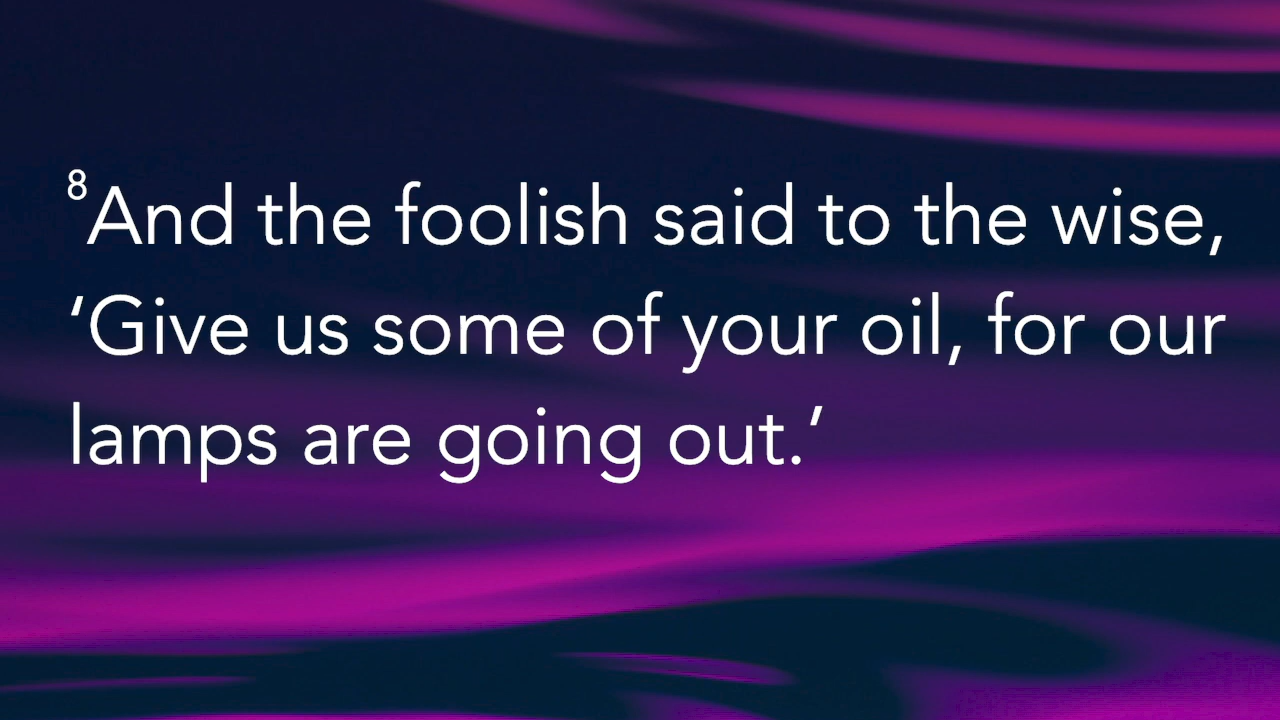 ⁸And the foolish said to the wise,
‘Give us some of your oil, for our
lamps are going out.’